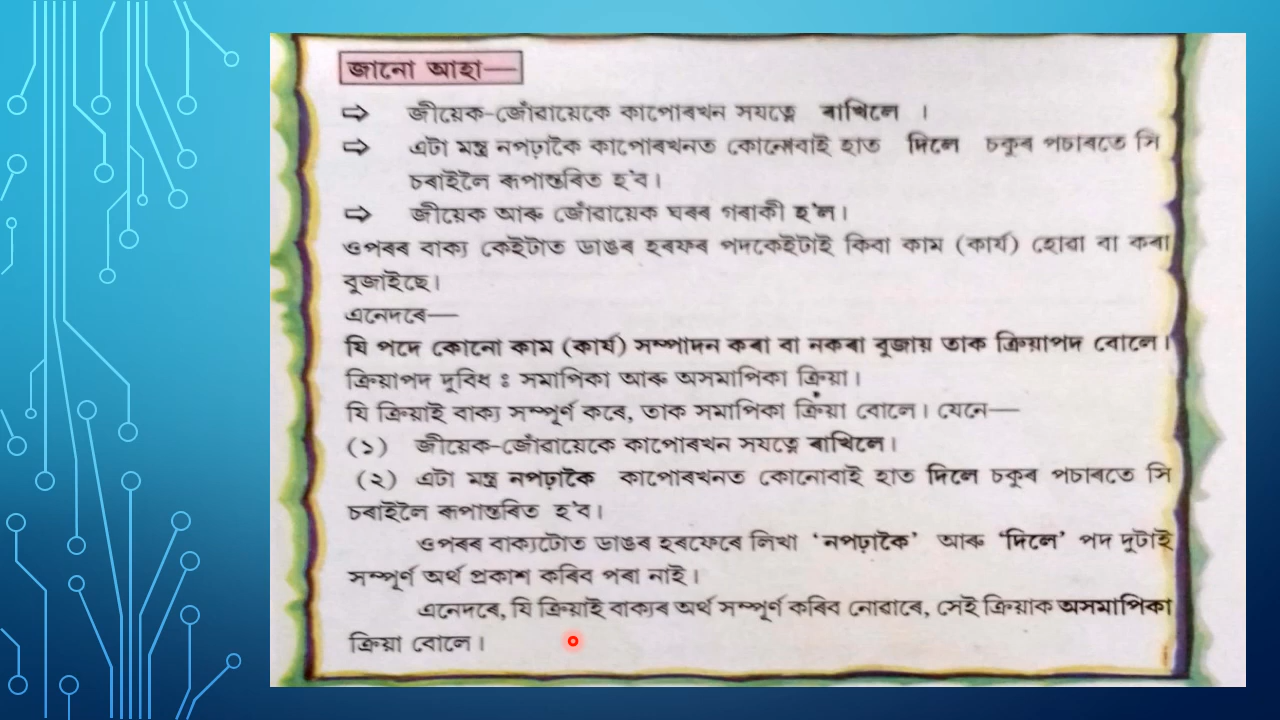 জানো আহা—
⇨ জীয়েক-জোঁৱায়েকে কাপোৰখন সযত্নে ৰাখিলে ।
⇨ এটা মন্ত্ৰ নপঢ়াকৈ কাপোৰখনত কোনোবাই হাত দিলে চকুৰ পচাৰতে সি
চৰাইলৈ ৰূপান্তৰিত হ'ব।
⇨ জীয়েক আৰু জোঁৱায়েক ঘৰৰ গৰাকী হ'ল।
ওপৰৰ বাক্য কেইটাত ডাঙৰ হৰফৰ পদকেইটাই কিবা কাম (কাৰ্য) হোৱা বা কৰা
বুজাইছে।
এনেদৰে—
যি পদে কোনো কাম (কাৰ্য) সম্পাদন কৰা বা নকৰা বুজায় তাক ক্ৰিয়াপদ বোলে।
ক্ৰিয়াপদ দুবিধ : সমাপিকা আৰু অসমাপিকা ক্ৰিয়া।
যি ক্ৰিয়াই বাক্য সম্পূৰ্ণ কৰে, তাক সমাপিকা ক্ৰিয়া বোলে। যেনে—
(১) জীয়েক-জোঁৱায়েকে কাপোৰখন সযত্নে ৰাখিলে।
(২) এটা মন্ত্ৰ নপঢ়াকৈ কাপোৰখনত কোনোবাই হাত দিলে চকুৰ পচাৰতে সি
চৰাইলৈ ৰূপান্তৰিত হ'ব।
ওপৰৰ বাক্যটোত ডাঙৰ হৰফেৰে লিখা 'নপঢ়াকৈ' আৰু 'দিলে' পদ দুটাই
সম্পূৰ্ণ অৰ্থ প্ৰকাশ কৰিব পৰা নাই।
এনেদৰে, যি ক্ৰিয়াই বাক্যৰ অৰ্থ সম্পূৰ্ণ কৰিব নোৱাৰে, সেই ক্ৰিয়াক অসমাপিকা
ক্ৰিয়া বোলে।